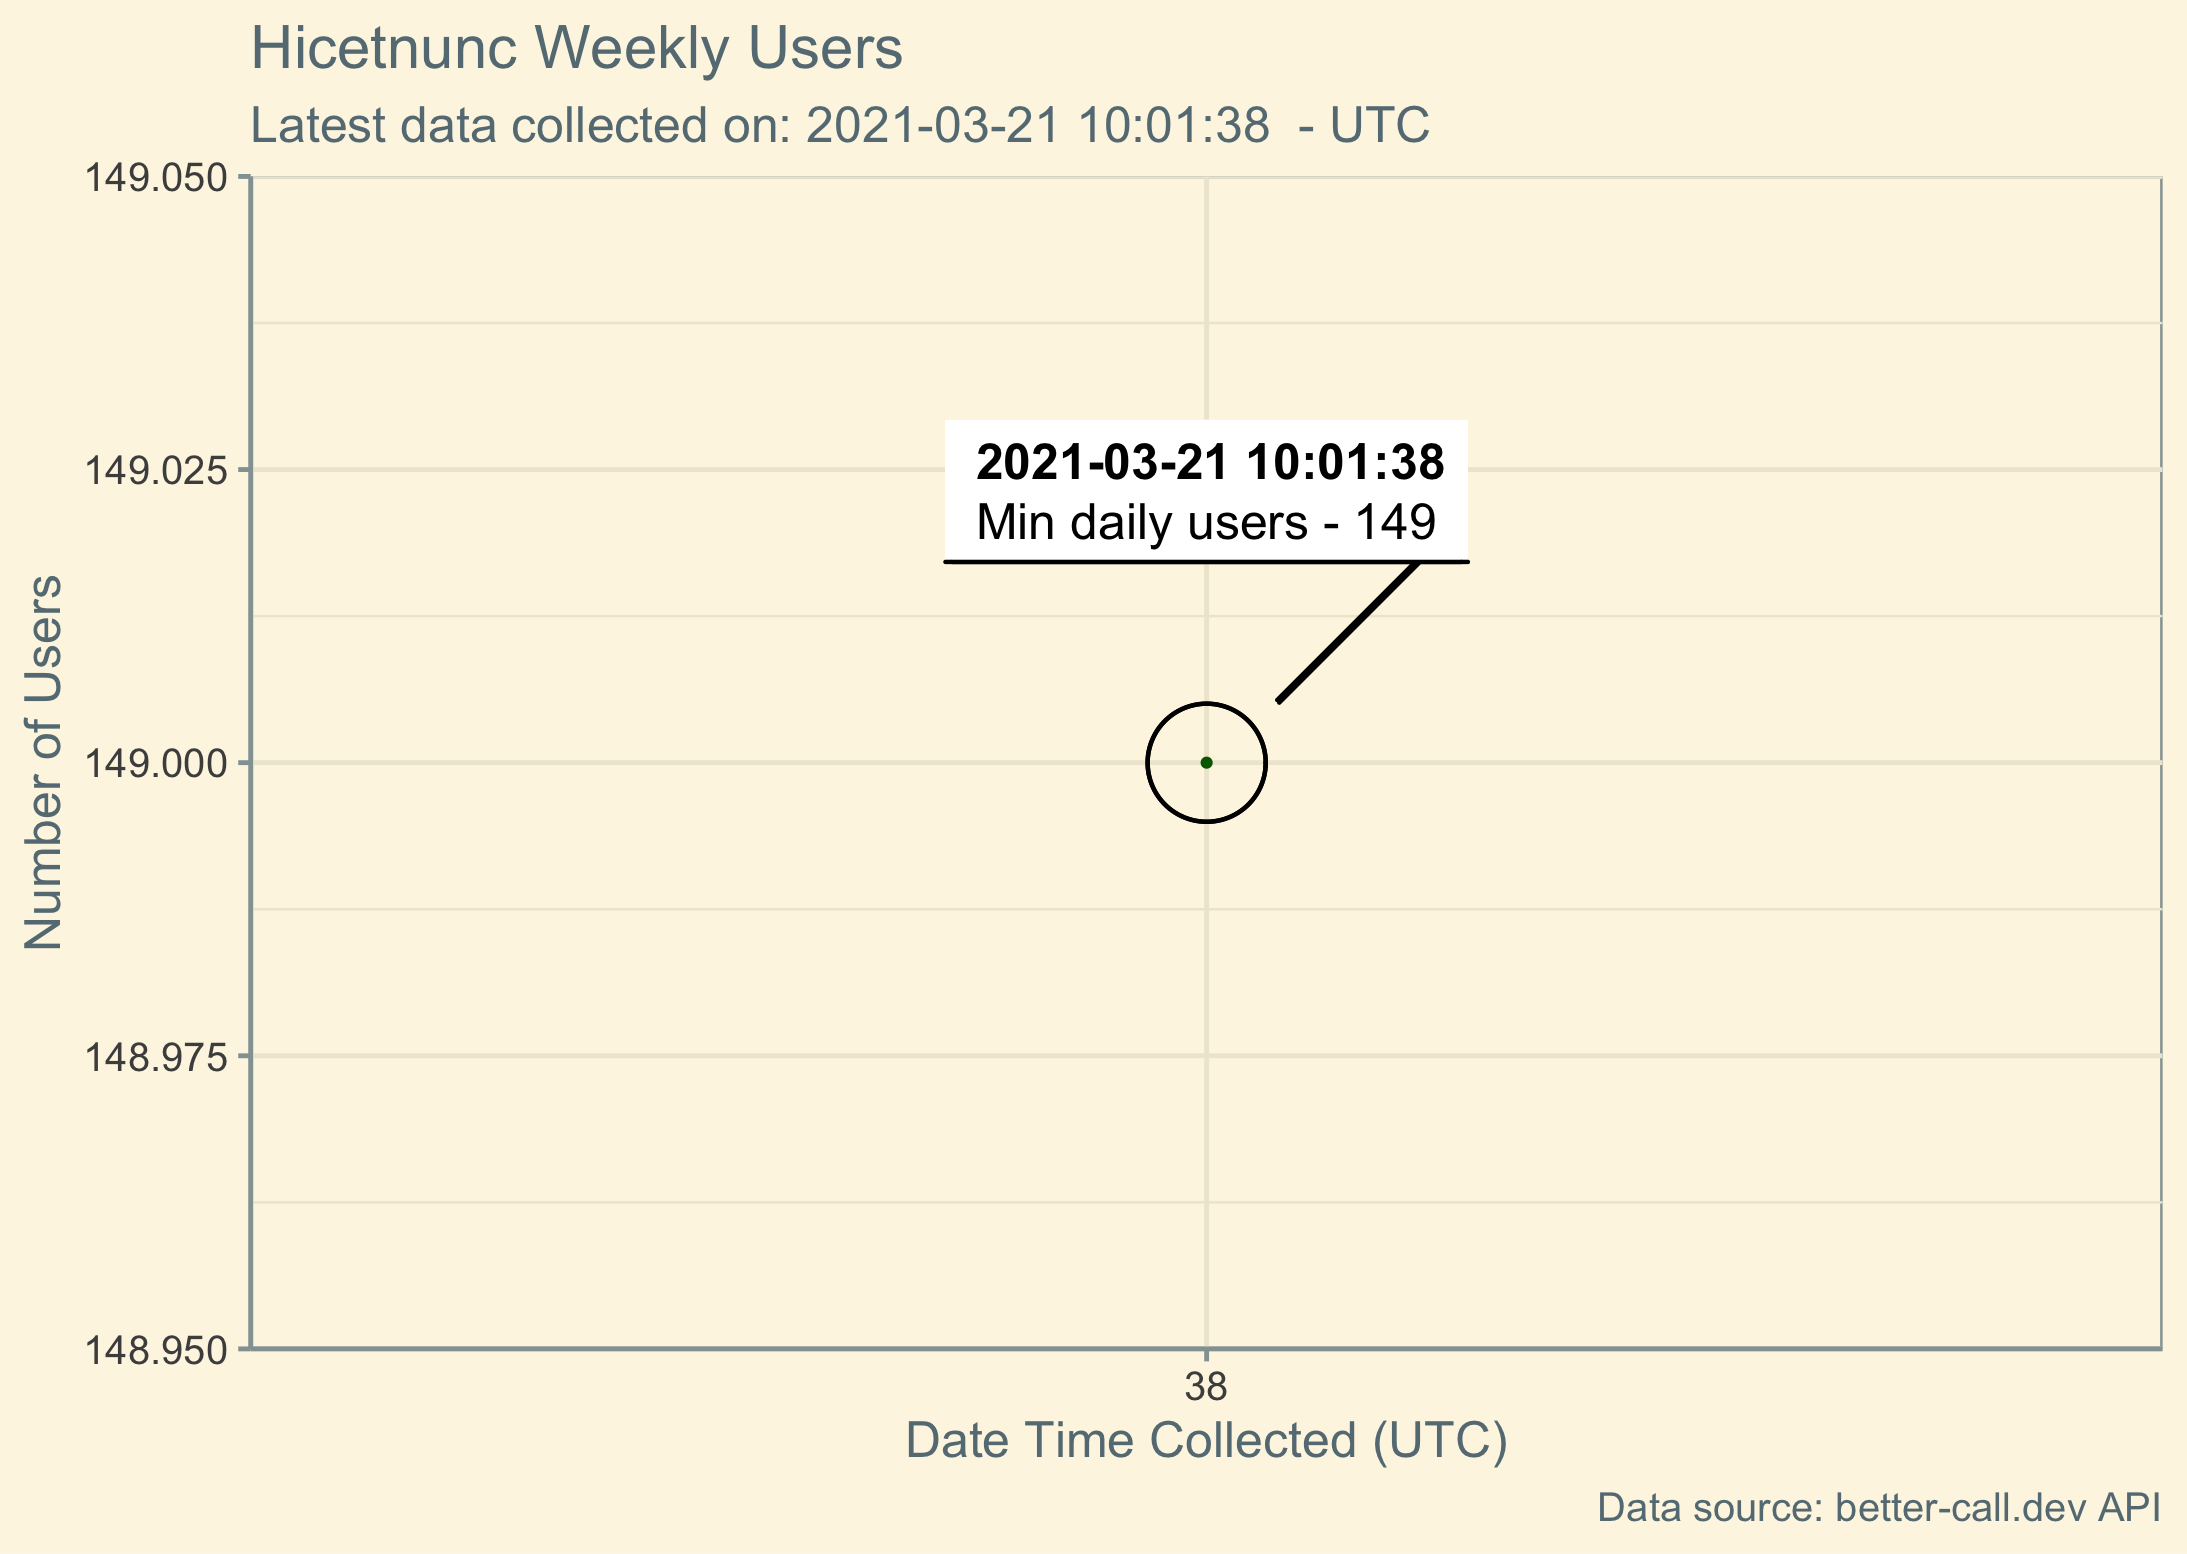 Hicetnunc Weekly Users
Latest data collected on: 2021-03-21 10:01:38  - UTC
149.050
149.025
149.000
148.975
148.950
Number of Users
2021-03-21 10:01:38
Min daily users - 149
38
Date Time Collected (UTC)
Data source: better-call.dev API